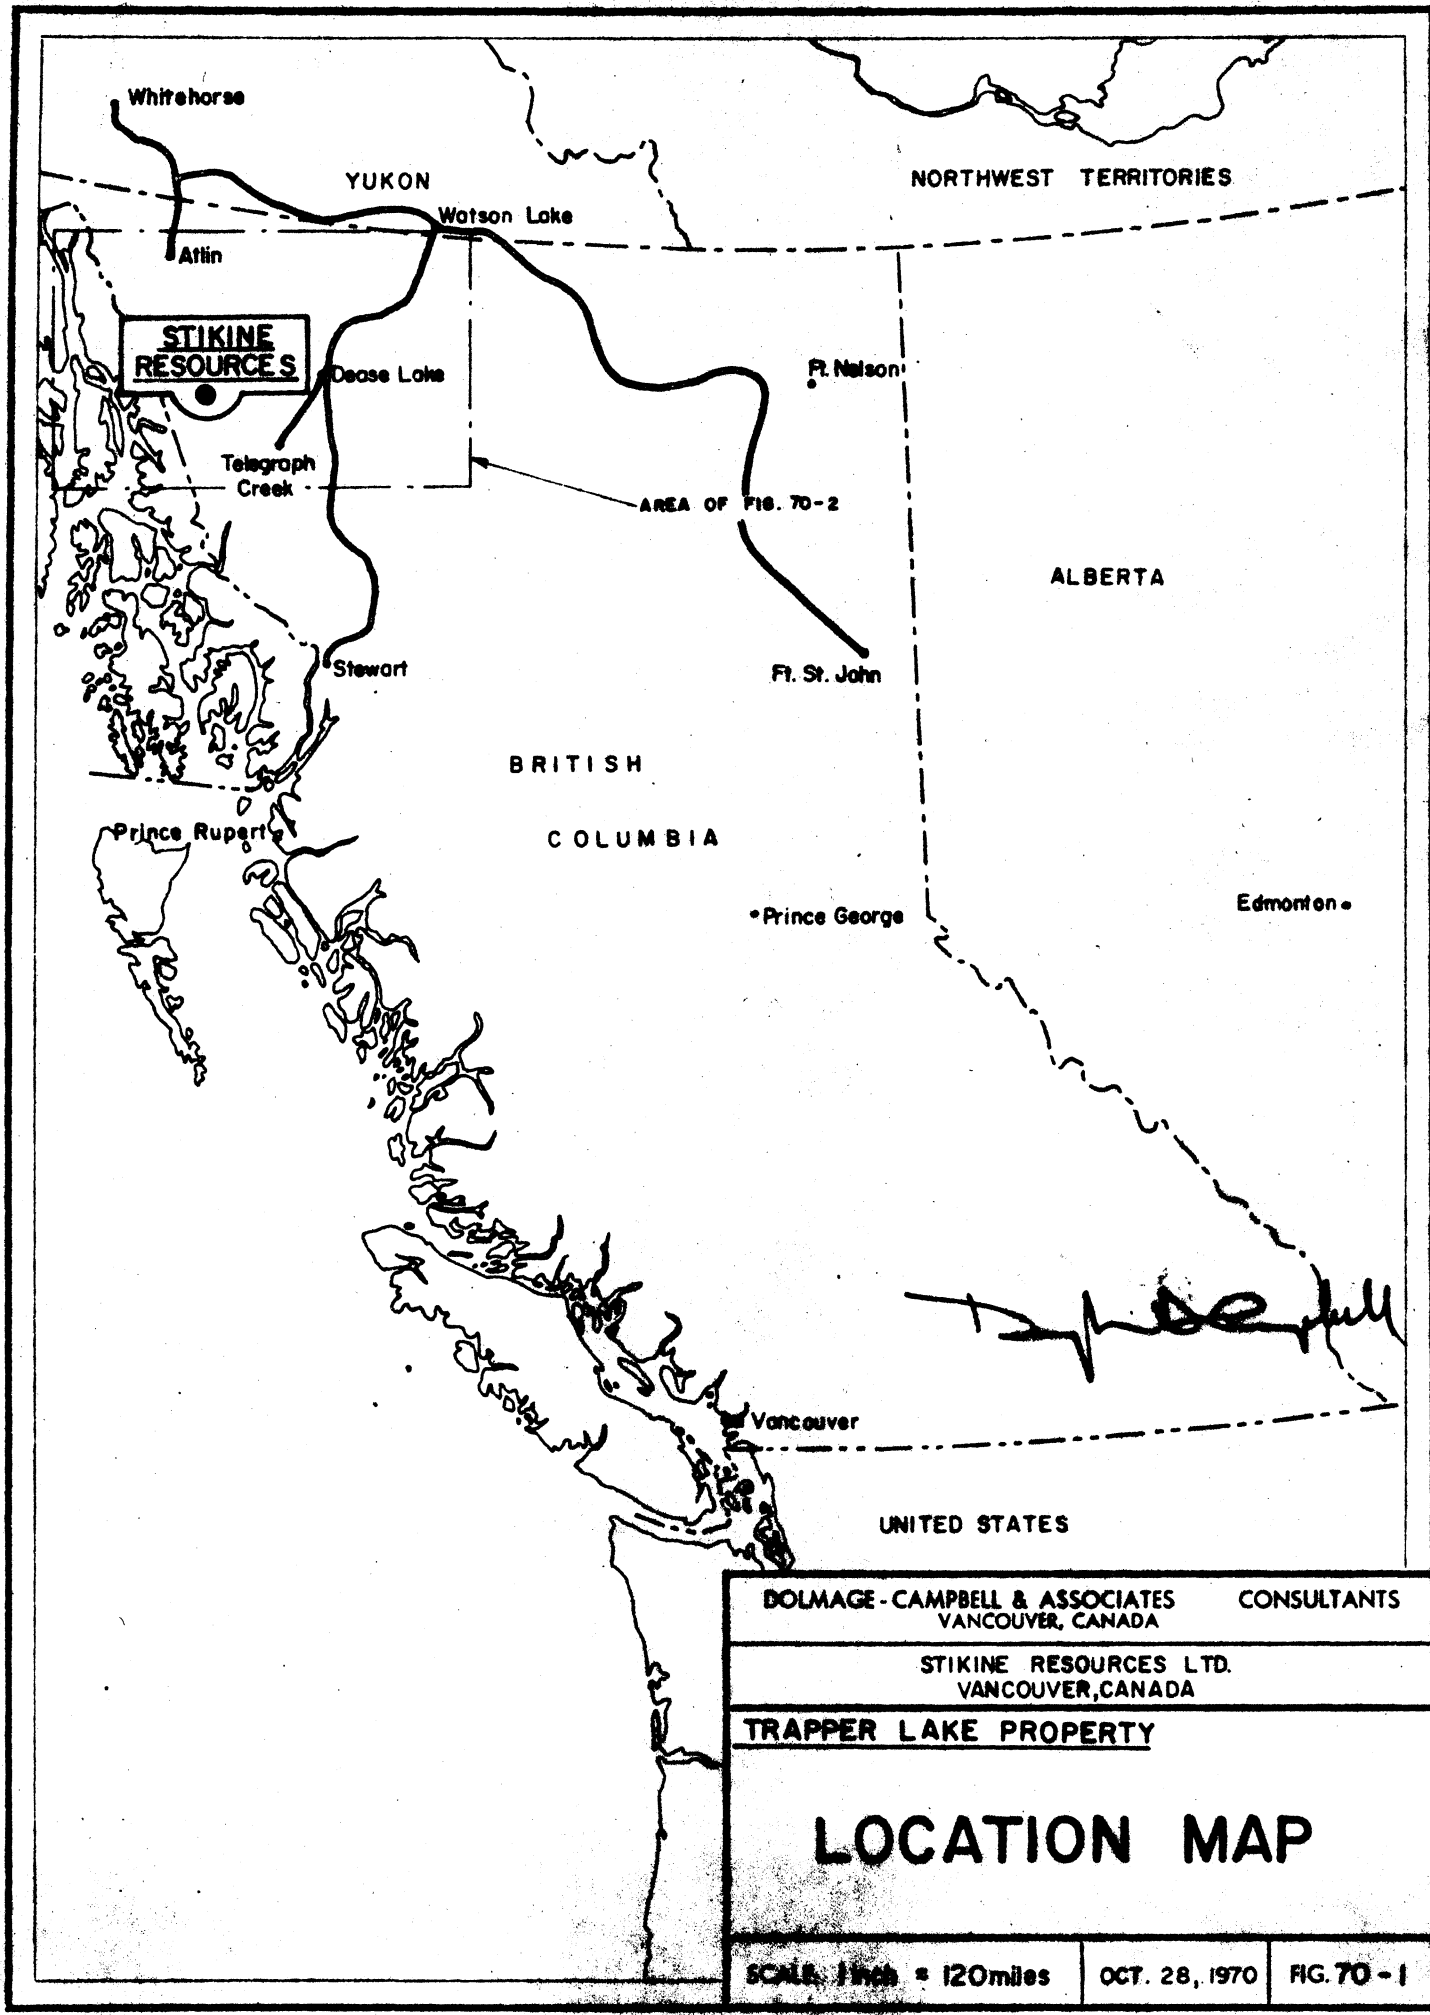 Whitehorse
YUKON
NORTHWEST TERRITORIES
Watson Lake
Atlin
STIKINE
RESOURCES
Dease Lake
Ft. Nelson
Telegraph
Creek
AREA OF FIG. 70-2
ALBERTA
Stewart
Ft. St. John
BRITISH
COLUMBIA
Prince Rupert
Prince George
Edmonton
Vancouver
UNITED STATES
DOLMAGE-CAMPBELL & ASSOCIATES CONSULTANTS
VANCOUVER, CANADA
STIKINE RESOURCES LTD.
VANCOUVER, CANADA
TRAPPER LAKE PROPERTY
LOCATION MAP
SCALE: 1 inch = 120 miles
OCT. 28, 1970
FIG. 70-1